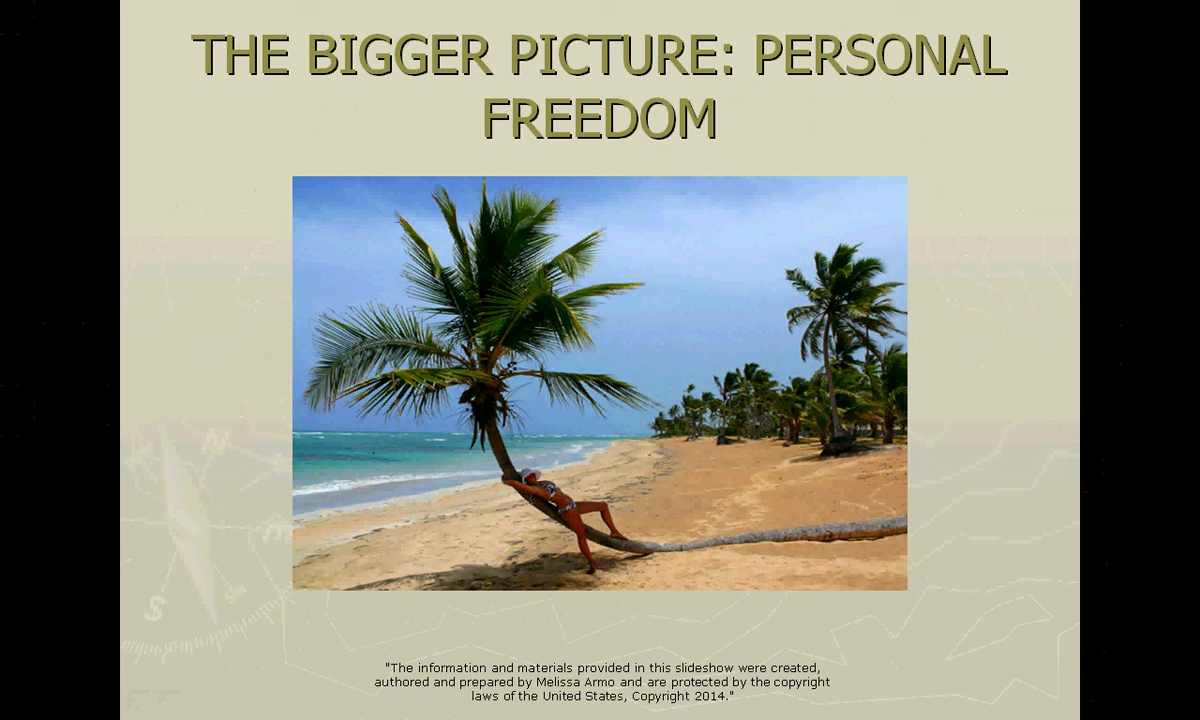 THE BIGGER PICTURE: PERSONAL
FREEDOM
"The information and materials provided in this slideshow were created,
authored and prepared by Melissa Armo and are protected by the copyright
laws of the United States, Copyright 2014."
S